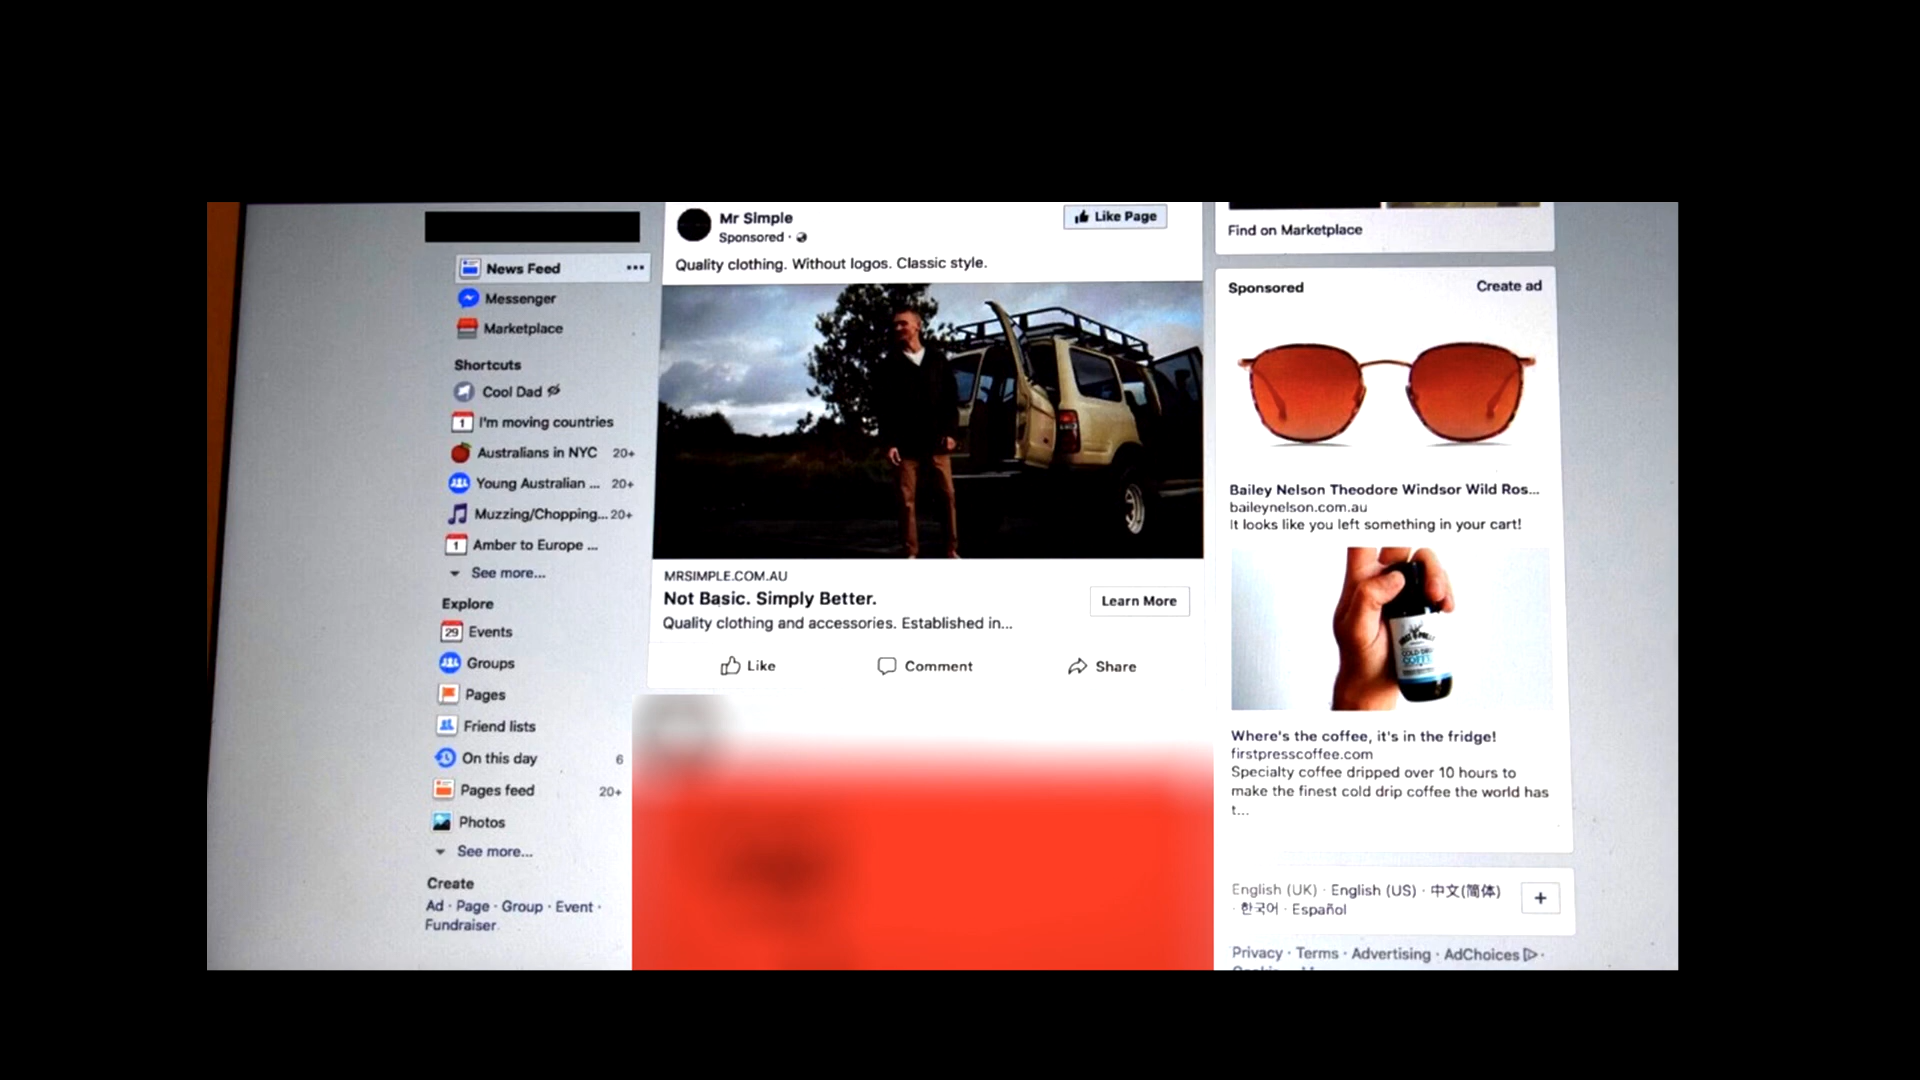 News Feed
Messenger
Marketplace
Shortcuts
Cool Dad
1 I'm moving countries
Australians in NYC 20+
Young Australian ... 20+
Muzzing/Chopping... 20+
1 Amber to Europe ...
See more...
Explore
29 Events
Groups
Pages
Friend lists
On this day 6
Pages feed 20+
Photos
See more...
Create
Ad · Page · Group · Event ·
Fundraiser
Mr Simple
Sponsored ·
Like Page
Quality clothing. Without logos. Classic style.
MRSIMPLE.COM.AU
Not Basic. Simply Better.
Quality clothing and accessories. Established in...
Learn More
Like Comment Share
Find on Marketplace
Sponsored Create ad
Bailey Nelson Theodore Windsor Wild Ros...
baileynelson.com.au
It looks like you left something in your cart!
COLD DRIP
COFFEE
Where's the coffee, it's in the fridge!
firstpresscoffee.com
Specialty coffee dripped over 10 hours to
make the finest cold drip coffee the world has
t...
English (UK) · English (US) · 中文(简体)
· 한국어 · Español
+
Privacy · Terms · Advertising · AdChoices ·